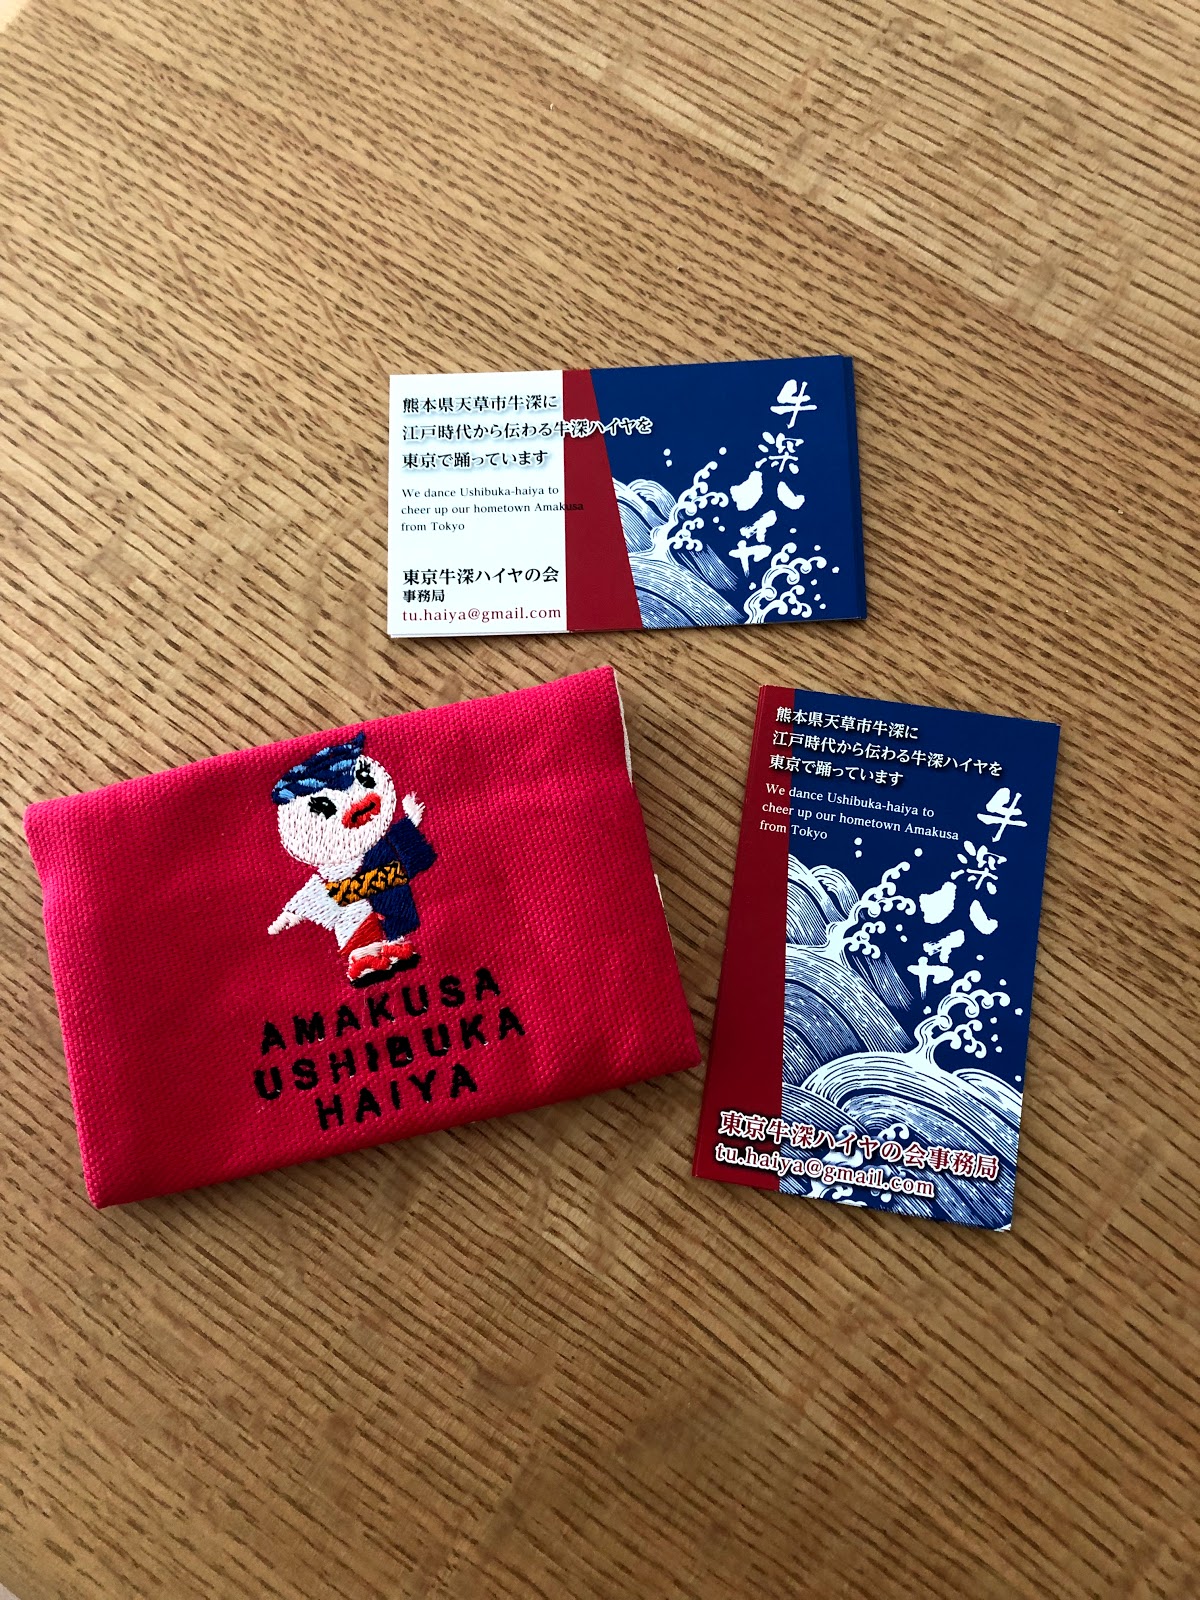 熊本県天草市牛深に
江戸時代から伝わる牛深ハイヤを
東京で踊っています
We dance Ushibuka-haiya to
cheer up our hometown Amakusa
from Tokyo
東京牛深ハイヤの会
事務局
tu.haiya@gmail.com
牛深ハイヤ
AMAKUSA
USHIBUKA
HAIYA
熊本県天草市牛深に
江戸時代から伝わる牛深ハイヤを
東京で踊っています
We dance Ushibuka-haiya to
cheer up our hometown Amakusa
from Tokyo
牛深ハイヤ
東京牛深ハイヤの会事務局
tu.haiya@gmail.com